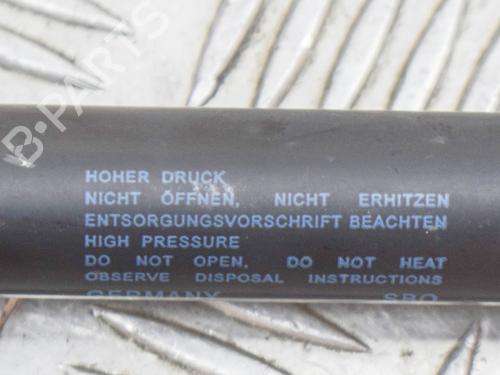 B-PARTS
HOHER DRUCK
NICHT ÖFFNEN, NICHT ERHITZEN
ENTSORGUNGSVORSCHRIFT BEACHTEN
HIGH PRESSURE
DO NOT OPEN, DO NOT HEAT
OBSERVE DISPOSAL INSTRUCTIONS
GERMANY